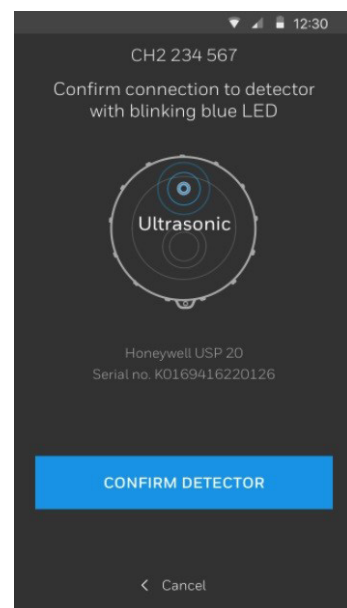 12:30
CH2 234 567
Confirm connection to detector
with blinking blue LED
Ultrasonic
Honeywell USP 20
Serial no. K0169416220126
CONFIRM DETECTOR
Cancel